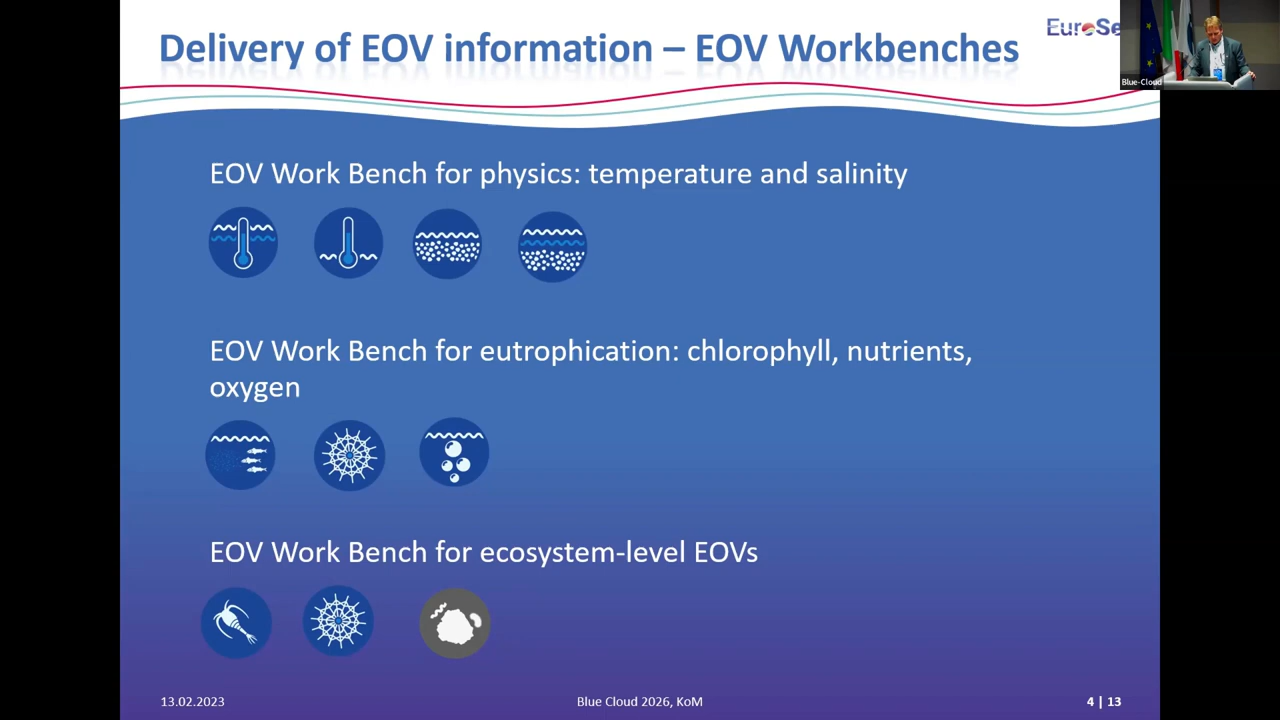 Delivery of EOV information – EOV Workbenches
Blue-Cloud
EOV Work Bench for physics: temperature and salinity
EOV Work Bench for eutrophication: chlorophyll, nutrients,
oxygen
EOV Work Bench for ecosystem-level EOVs
13.02.2023
Blue Cloud 2026, KoM
4 | 13